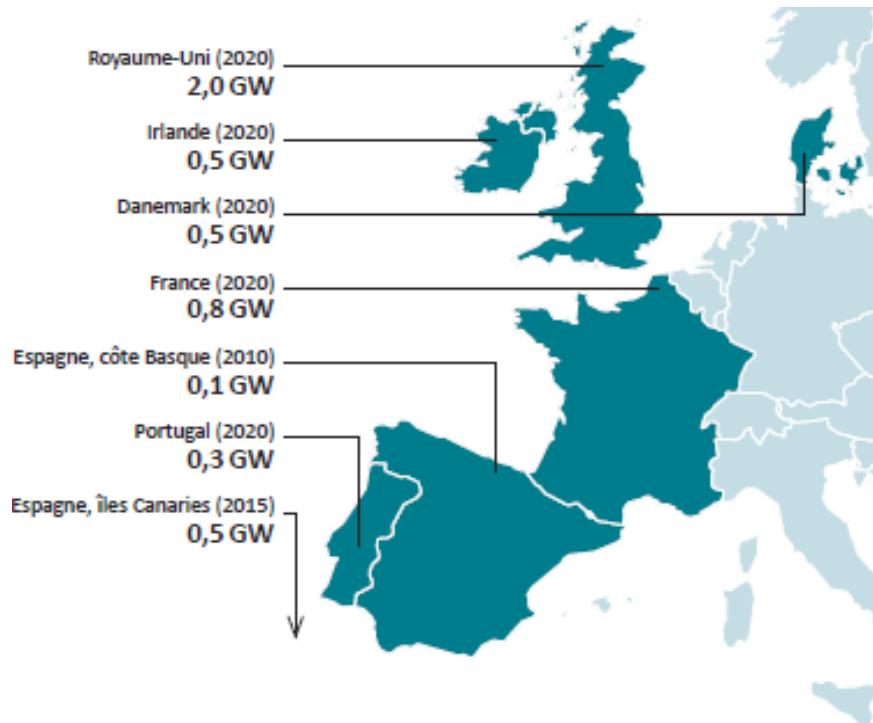 Royaume-Uni (2020)
2,0 GW
Irlande (2020)
0,5 GW
Danemark (2020)
0,5 GW
France (2020)
0,8 GW
Espagne, côte Basque (2010)
0,1 GW
Portugal (2020)
0,3 GW
Espagne, îles Canaries (2015)
0,5 GW